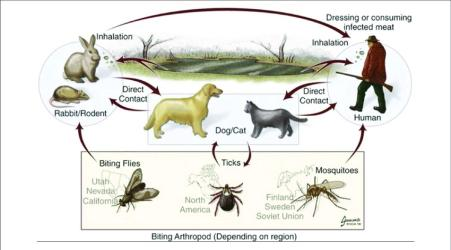 Dressing or consuming
infected meat
Inhalation
Inhalation
Direct
Contact
Direct
Contact
Rabbit/Rodent
Dog/Cat
Human
Biting Flies
Ticks
Mosquitoes
Utah
Nevada
California
North
America
Finland
Sweden
Soviet Union
Biting Arthropod (Depending on region)